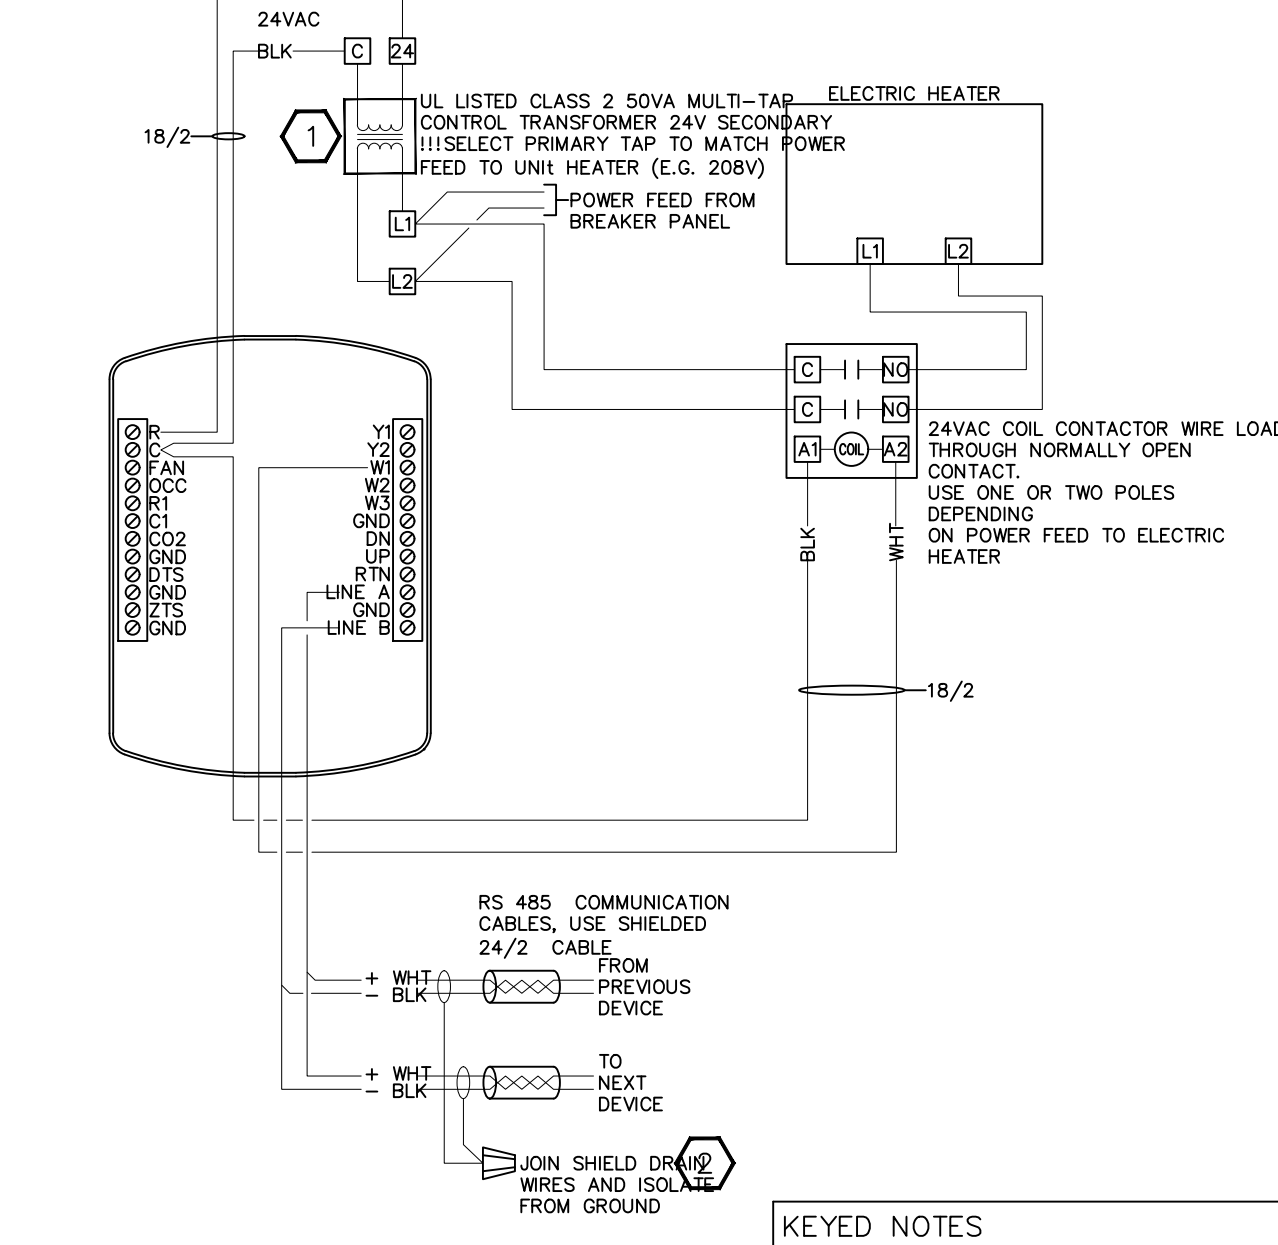 24VAC
BLK
C
24
18/2
1
UL LISTED CLASS 2 50VA MULTI-TAP
CONTROL TRANSFORMER 24V SECONDARY
!!!SELECT PRIMARY TAP TO MATCH POWER
FEED TO UNIt HEATER (E.G. 208V)
POWER FEED FROM
BREAKER PANEL
L1
L2
ELECTRIC HEATER
L1
L2
C
NO
C
NO
A1
COIL
A2
24VAC COIL CONTACTOR WIRE LOAD
THROUGH NORMALLY OPEN
CONTACT.
USE ONE OR TWO POLES
DEPENDING
ON POWER FEED TO ELECTRIC
HEATER
BLK
WHT
18/2
R
C
FAN
OCC
R1
C1
CO2
GND
DTS
GND
ZTS
GND
Y1
Y2
W1
W2
W3
GND
DN
UP
RTN
LINE A
GND
LINE B
RS 485 COMMUNICATION
CABLES, USE SHIELDED
24/2 CABLE
+ WHT
- BLK
FROM
PREVIOUS
DEVICE
+ WHT
- BLK
TO
NEXT
DEVICE
JOIN SHIELD DRAIN
WIRES AND ISOLATE
FROM GROUND
2
KEYED NOTES